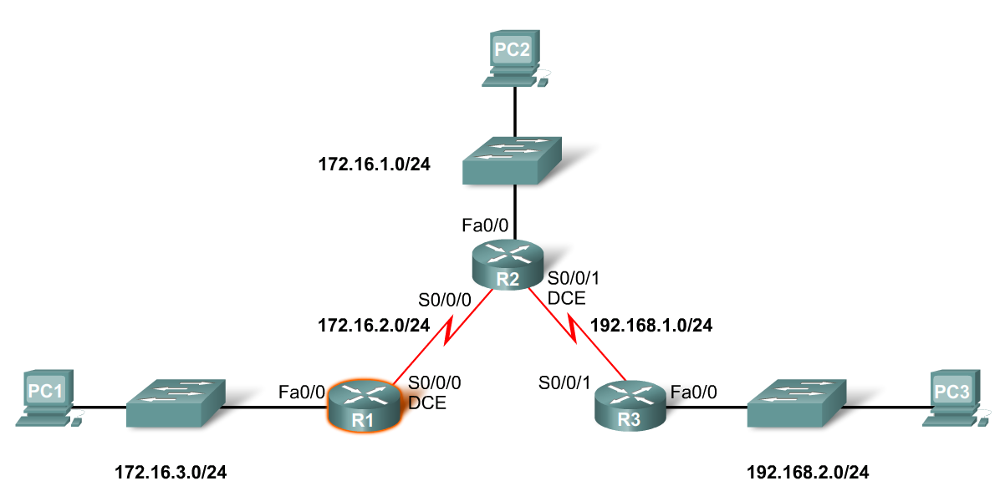 PC2
172.16.1.0/24
Fa0/0
R2
S0/0/1
DCE
S0/0/0
172.16.2.0/24
192.168.1.0/24
PC1
Fa0/0
S0/0/0
DCE
R1
S0/0/1
R3
Fa0/0
PC3
172.16.3.0/24
192.168.2.0/24